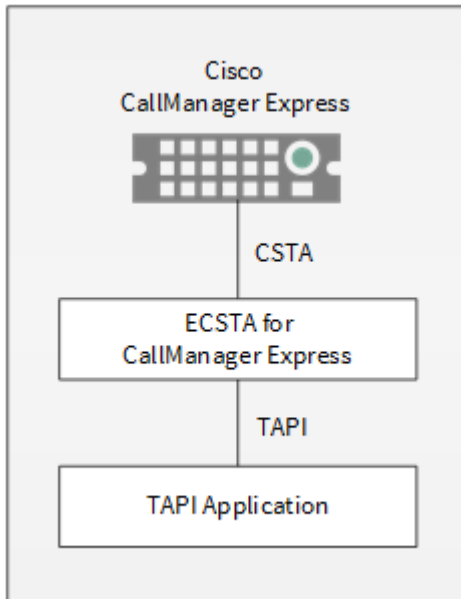 Cisco
CallManager Express
CSTA
ECSTA for
CallManager Express
TAPI
TAPI Application